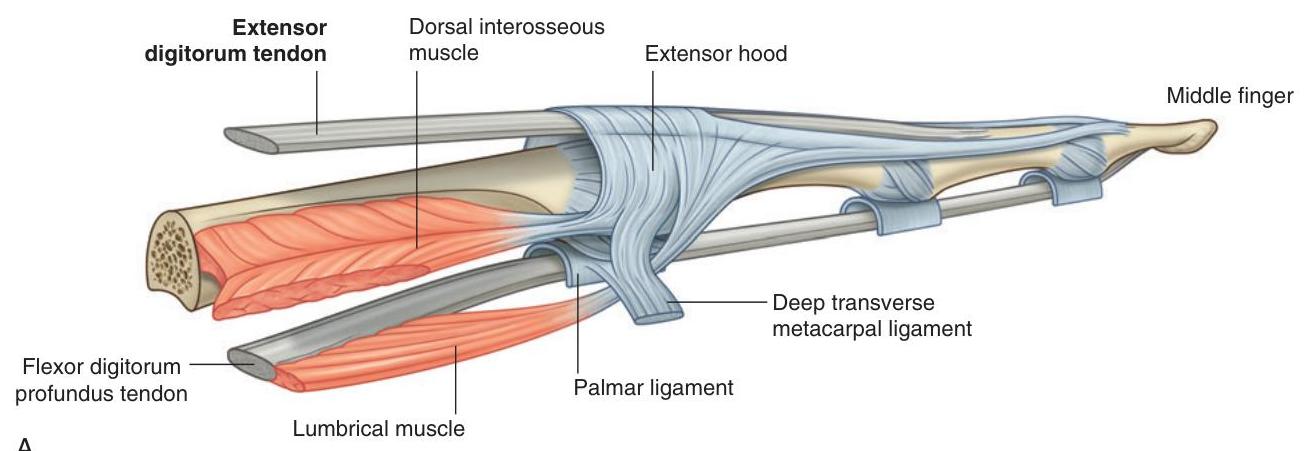 Extensor
digitorum tendon
Dorsal interosseous
muscle
Extensor hood
Middle finger
Deep transverse
metacarpal ligament
Flexor digitorum
profundus tendon
Palmar ligament
Lumbrical muscle
A